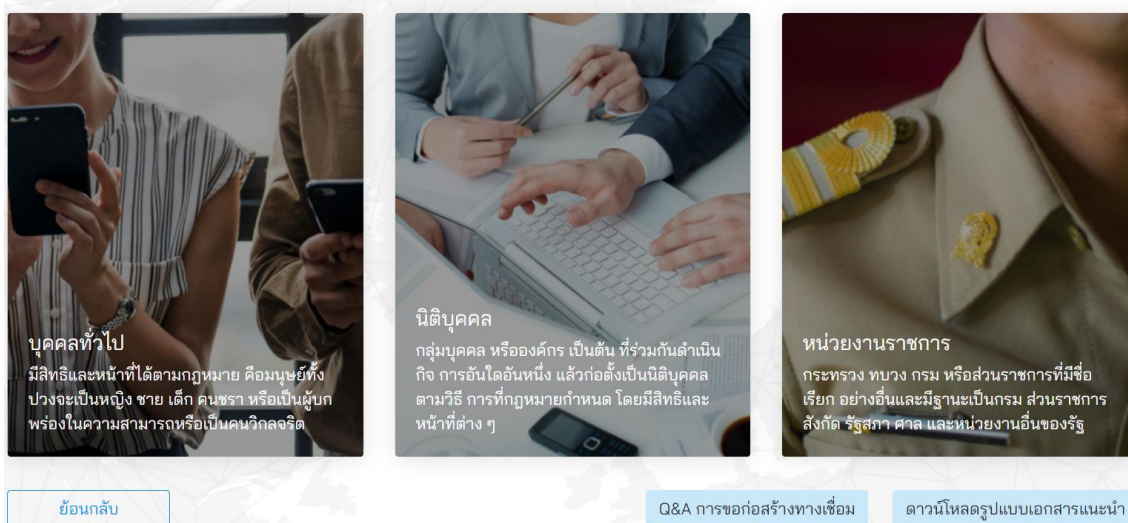 บุคคลทั่วไป
มีสิทธิและหน้าที่ได้ตามกฎหมาย คือมนุษย์ทั้ง
ปวงจะเป็นหญิง ชาย เด็ก คนชรา หรือเป็นผู้บก
พร่องในความสามารถหรือเป็นคนวิกลจริต
นิติบุคคล
กลุ่มบุคคล หรือองค์กร เป็นต้น ที่ร่วมกันดำเนิน
กิจ การอันใดอันหนึ่ง แล้วก่อตั้งเป็นนิติบุคคล
ตามวิธี การที่กฎหมายกำหนด โดยมีสิทธิและ
หน้าที่ต่าง ๆ
หน่วยงานราชการ
กระทรวง ทบวง กรม หรือส่วนราชการที่มีชื่อ
เรียก อย่างอื่นและมีฐานะเป็นกรม ส่วนราชการ
สังกัด รัฐสภา ศาล และหน่วยงานอื่นของรัฐ
ย้อนกลับ
Q&A การขอก่อสร้างทางเชื่อม
ดาวน์โหลดรูปแบบเอกสารแนะนำ